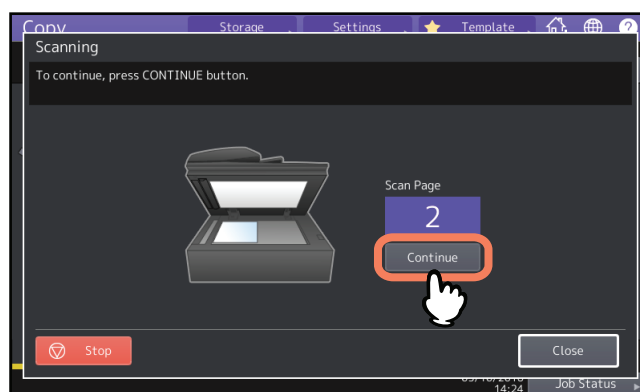 Copy
Storage
Settings
Template
?
Scanning
To continue, press CONTINUE button.
Scan Page
2
Continue
Stop
Close
14:24
Job Status